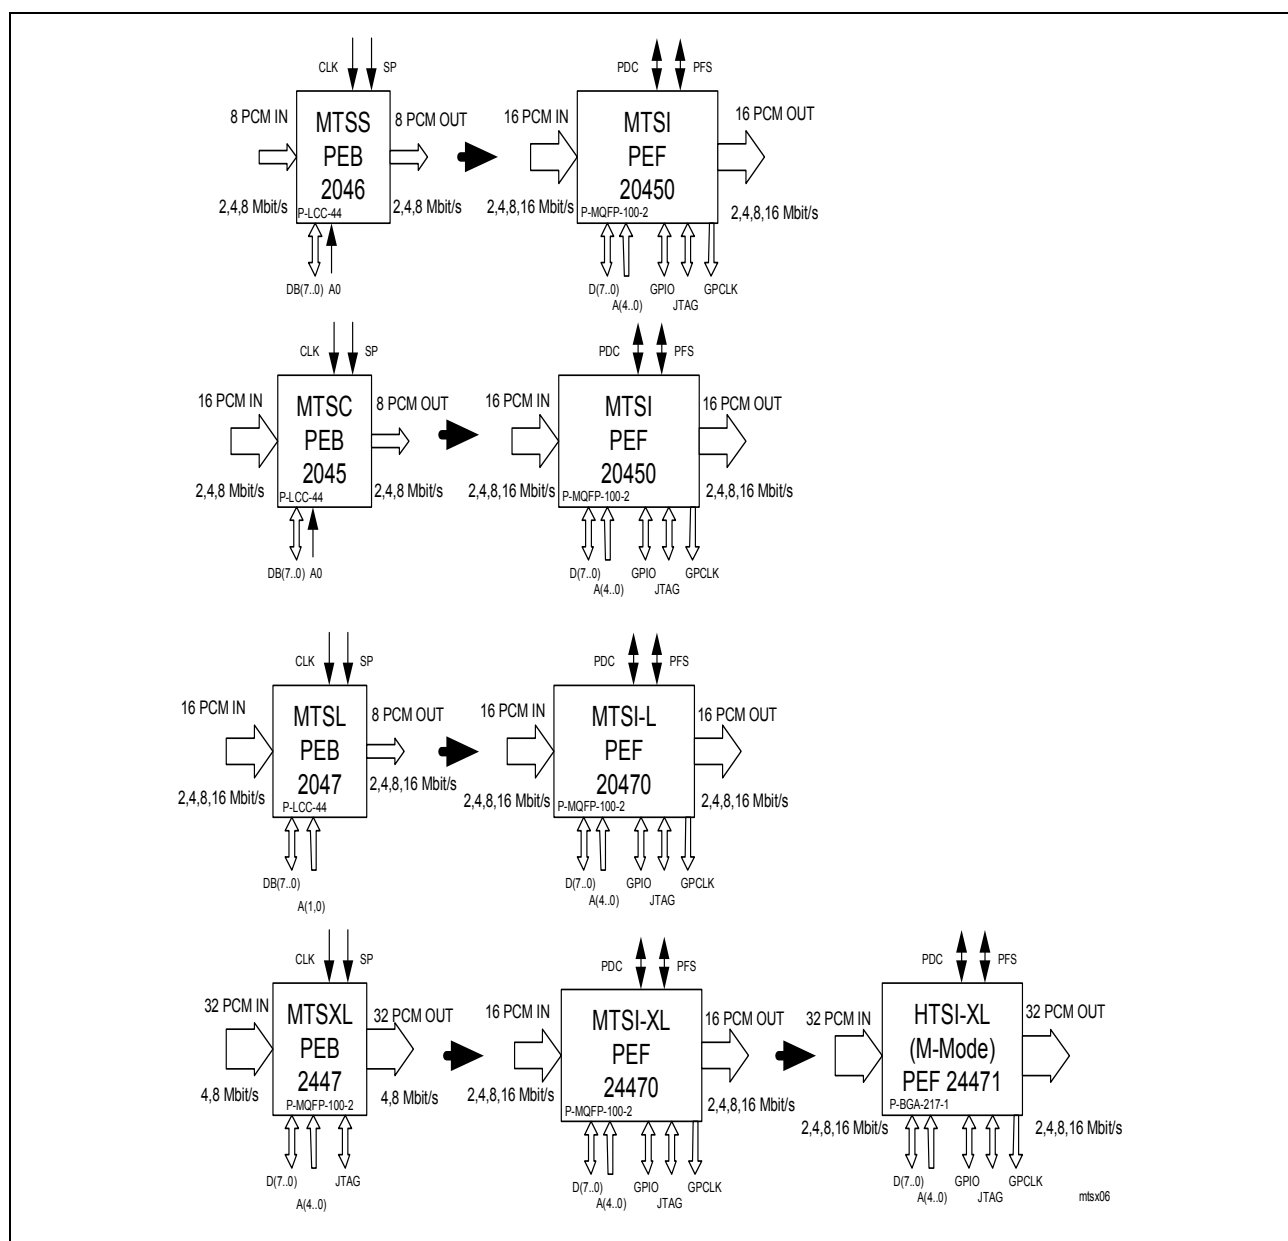 CLK SP
8 PCM IN
MTSS
PEB
2046
P-LCC-44
8 PCM OUT
2,4,8 Mbit/s
2,4,8 Mbit/s
DB(7..0) A0
PDC PFS
16 PCM IN
MTSI
PEF
20450
P-MQFP-100-2
16 PCM OUT
2,4,8,16 Mbit/s
2,4,8,16 Mbit/s
D(7..0)
A(4..0)
GPIO
JTAG
GPCLK
CLK SP
16 PCM IN
MTSC
PEB
2045
P-LCC-44
8 PCM OUT
2,4,8 Mbit/s
2,4,8 Mbit/s
DB(7..0) A0
PDC PFS
16 PCM IN
MTSI
PEF
20450
P-MQFP-100-2
16 PCM OUT
2,4,8,16 Mbit/s
2,4,8,16 Mbit/s
D(7..0)
A(4..0)
GPIO
JTAG
GPCLK
CLK SP
16 PCM IN
MTSL
PEB
2047
P-LCC-44
8 PCM OUT
2,4,8,16 Mbit/s
2,4,8,16 Mbit/s
DB(7..0)
A(1,0)
PDC PFS
16 PCM IN
MTSI-L
PEF
20470
P-MQFP-100-2
16 PCM OUT
2,4,8,16 Mbit/s
2,4,8,16 Mbit/s
D(7..0)
A(4..0)
GPIO
JTAG
GPCLK
CLK SP
32 PCM IN
MTSXL
PEB
2447
P-MQFP-100-2
32 PCM OUT
4,8 Mbit/s
4,8 Mbit/s
D(7..0)
A(4..0)
JTAG
PDC PFS
16 PCM IN
MTSI-XL
PEF
24470
P-MQFP-100-2
16 PCM OUT
2,4,8,16 Mbit/s
2,4,8,16 Mbit/s
D(7..0)
A(4..0)
GPIO
JTAG
GPCLK
PDC PFS
32 PCM IN
HTSI-XL
(M-Mode)
PEF 24471
P-BGA-217-1
32 PCM OUT
2,4,8,16 Mbit/s
2,4,8,16 Mbit/s
D(7..0)
A(4..0)
GPIO
JTAG
GPCLK
mtsx06